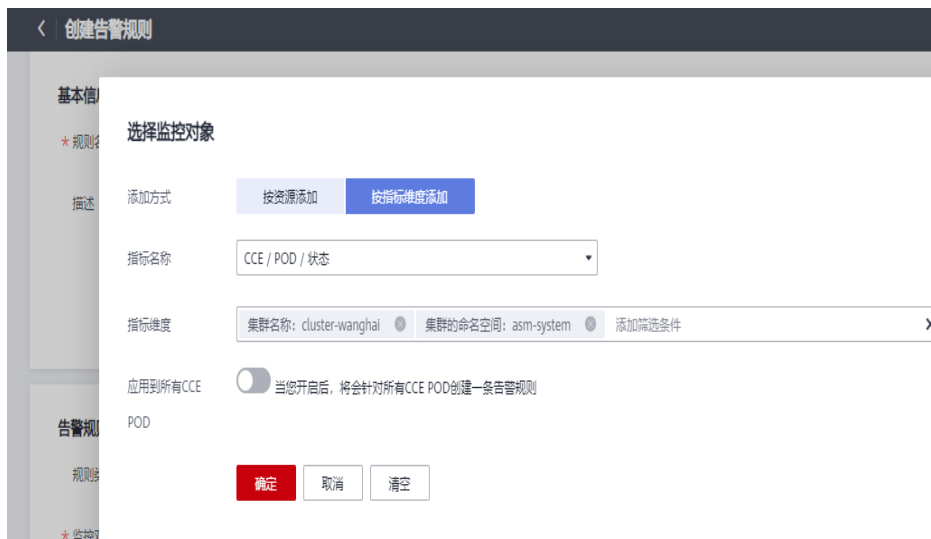 创建告警规则
基本信
选择监控对象
* 规则
添加方式 按资源添加 按指标维度添加
描述
指标名称 CCE / POD / 状态
指标维度 集群名称：cluster-wanghai 集群的命名空间：asm-system 添加筛选条件
应用到所有CCE 当您开启后，将会针对所有CCE POD创建一条告警规则
POD
告警规
规则
确定 取消 清空
* 监控